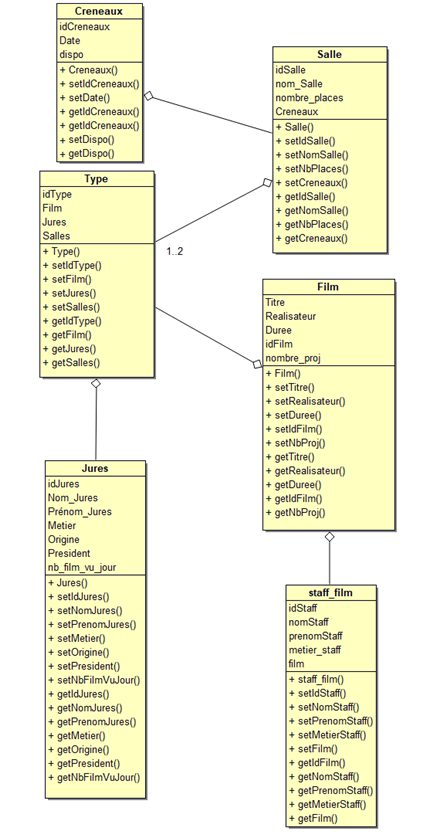 Creneaux
idCreneaux
Date
dispo
+ Creneaux()
+ setIdCreneaux()
+ setDate()
+ getIdCreneaux()
+ getIdCreneaux()
+ setDispo()
+ getDispo()
Salle
idSalle
nom_Salle
nombre_places
Creneaux
+ Salle()
+ setIdSalle()
+ setNomSalle()
+ setNbPlaces()
+ setCreneaux()
+ getIdSalle()
+ getNomSalle()
+ getNbPlaces()
+ getCreneaux()
Type
idType
Film
Jures
Salles
+ Type()
+ setIdType()
+ setFilm()
+ setJures()
+ setSalles()
+ getIdType()
+ getFilm()
+ getJures()
+ getSalles()
1..2
Film
Titre
Realisateur
Duree
idFilm
nombre_proj
+ Film()
+ setTitre()
+ setRealisateur()
+ setDuree()
+ setIdFilm()
+ setNbProj()
+ getTitre()
+ getRealisateur()
+ getDuree()
+ getIdFilm()
+ getNbProj()
Jures
idJures
Nom_Jures
Prénom_Jures
Metier
Origine
President
nb_film_vu_jour
+ Jures()
+ setIdJures()
+ setNomJures()
+ setPrenomJures()
+ setMetier()
+ setOrigine()
+ setPresident()
+ setNbFilmVuJour()
+ getIdJures()
+ getNomJures()
+ getPrenomJures()
+ getMetier()
+ getOrigine()
+ getPresident()
+ getNbFilmVuJour()
staff_film
idStaff
nomStaff
prenomStaff
metier_staff
film
+ staff_film()
+ setIdStaff()
+ setNomStaff()
+ setPrenomStaff()
+ setMetierStaff()
+ setFilm()
+ getIdFilm()
+ getNomStaff()
+ getPrenomStaff()
+ getMetierStaff()
+ getFilm()